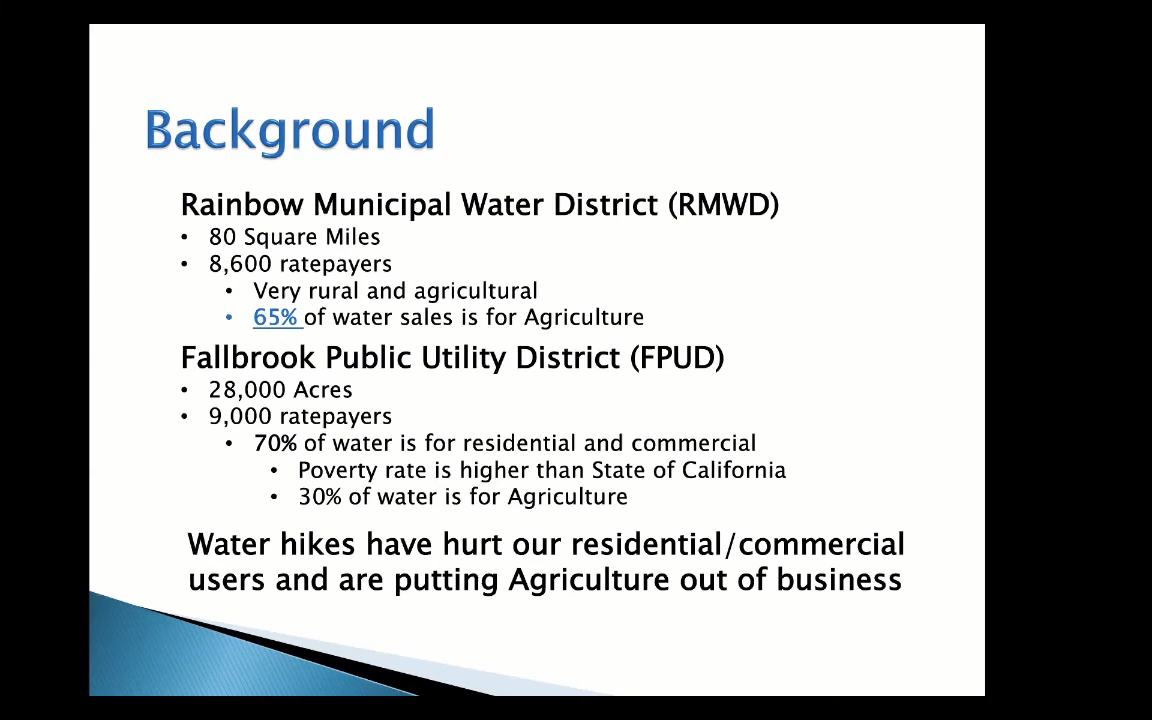 Background
Rainbow Municipal Water District (RMWD)
• 80 Square Miles
• 8,600 ratepayers
• Very rural and agricultural
• 65% of water sales is for Agriculture
Fallbrook Public Utility District (FPUD)
• 28,000 Acres
• 9,000 ratepayers
• 70% of water is for residential and commercial
• Poverty rate is higher than State of California
• 30% of water is for Agriculture
Water hikes have hurt our residential/commercial
users and are putting Agriculture out of business